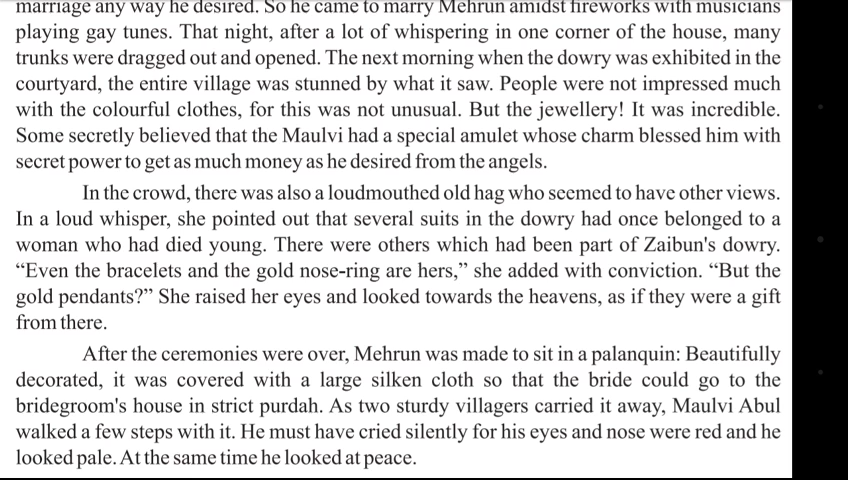 marriage any way he desired. So he came to marry Mehrun amidst fireworks with musicians
playing gay tunes. That night, after a lot of whispering in one corner of the house, many
trunks were dragged out and opened. The next morning when the dowry was exhibited in the
courtyard, the entire village was stunned by what it saw. People were not impressed much
with the colourful clothes, for this was not unusual. But the jewellery! It was incredible.
Some secretly believed that the Maulvi had a special amulet whose charm blessed him with
secret power to get as much money as he desired from the angels.
In the crowd, there was also a loudmouthed old hag who seemed to have other views.
In a loud whisper, she pointed out that several suits in the dowry had once belonged to a
woman who had died young. There were others which had been part of Zaibun's dowry.
“Even the bracelets and the gold nose-ring are hers,” she added with conviction. “But the
gold pendants?” She raised her eyes and looked towards the heavens, as if they were a gift
from there.
After the ceremonies were over, Mehrun was made to sit in a palanquin: Beautifully
decorated, it was covered with a large silken cloth so that the bride could go to the
bridegroom's house in strict purdah. As two sturdy villagers carried it away, Maulvi Abul
walked a few steps with it. He must have cried silently for his eyes and nose were red and he
looked pale. At the same time he looked at peace.